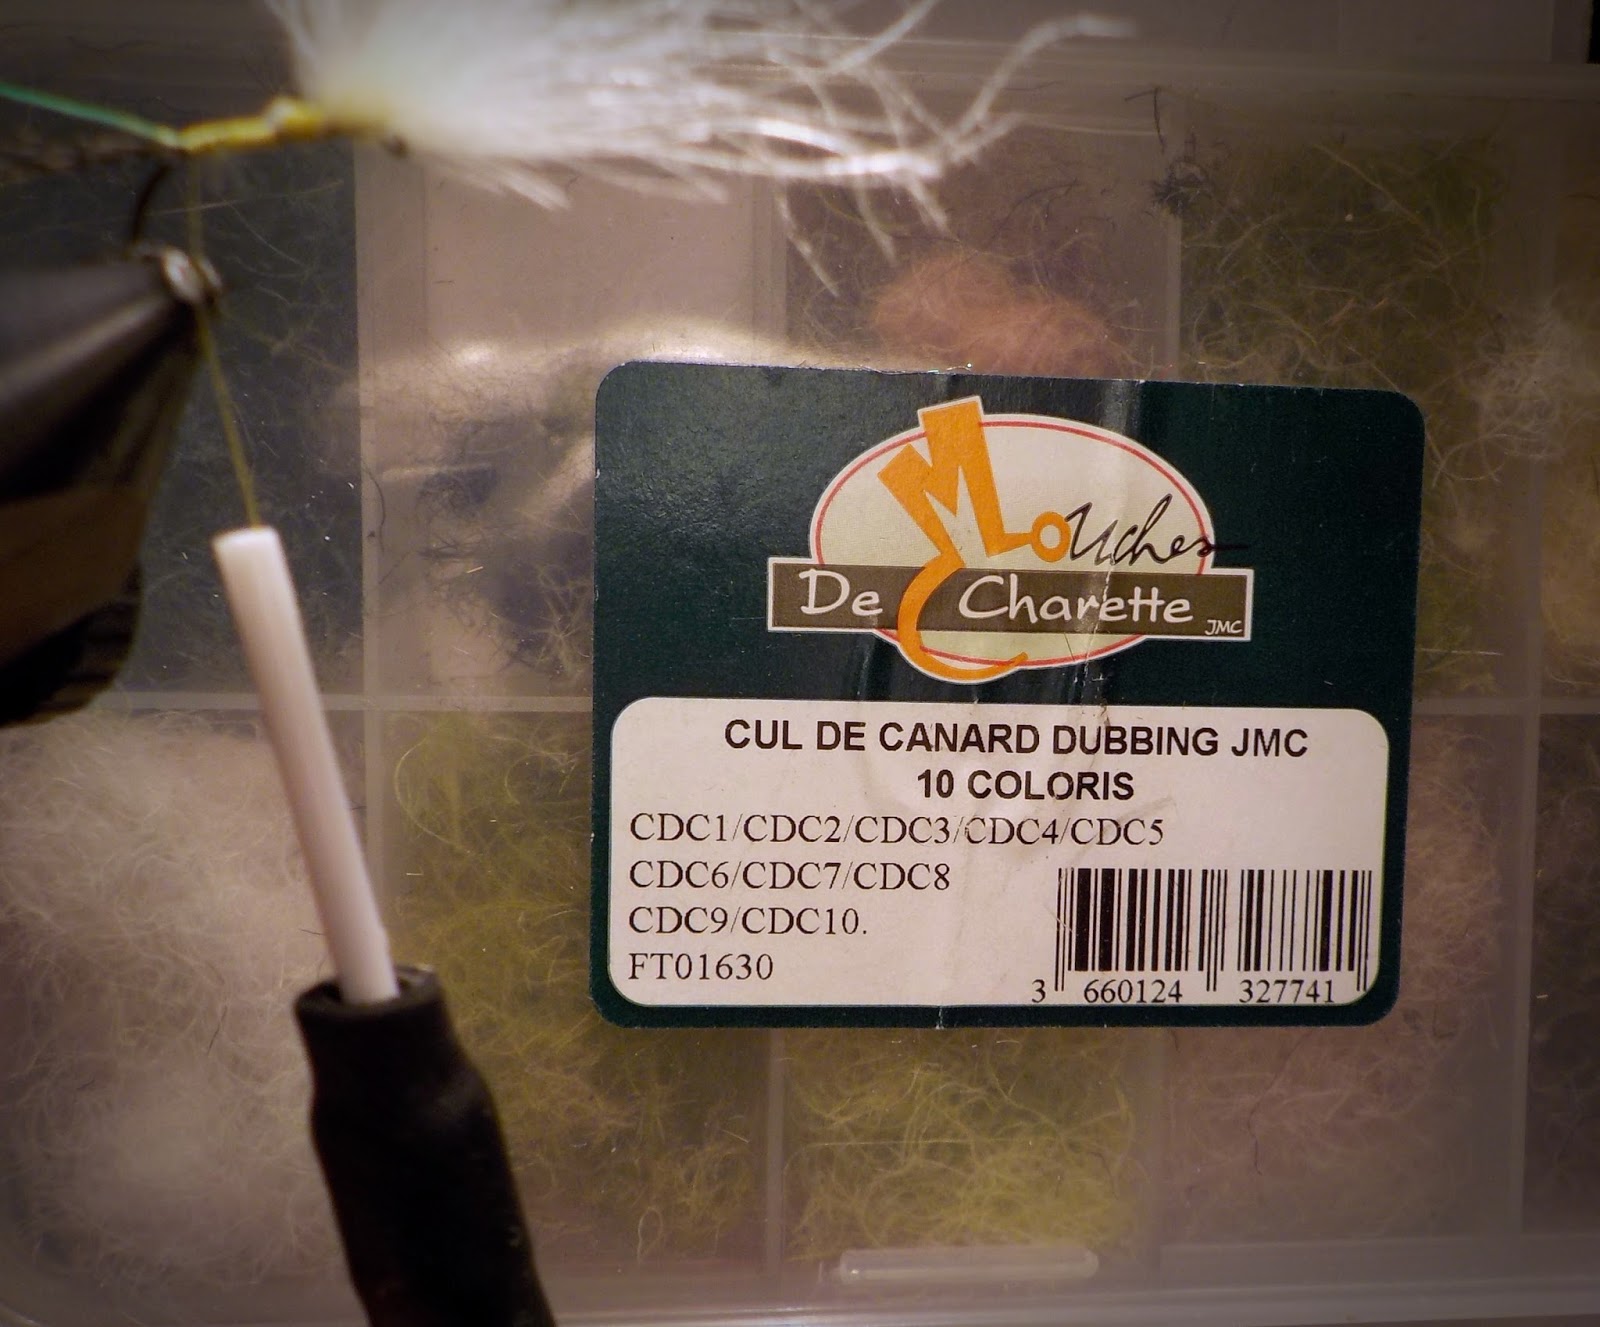 Mouches
De Charette
JMC
CUL DE CANARD DUBBING JMC
10 COLORIS
CDC1/CDC2/CDC3/CDC4/CDC5
CDC6/CDC7/CDC8
CDC9/CDC10.
FT01630
3 660124 327741